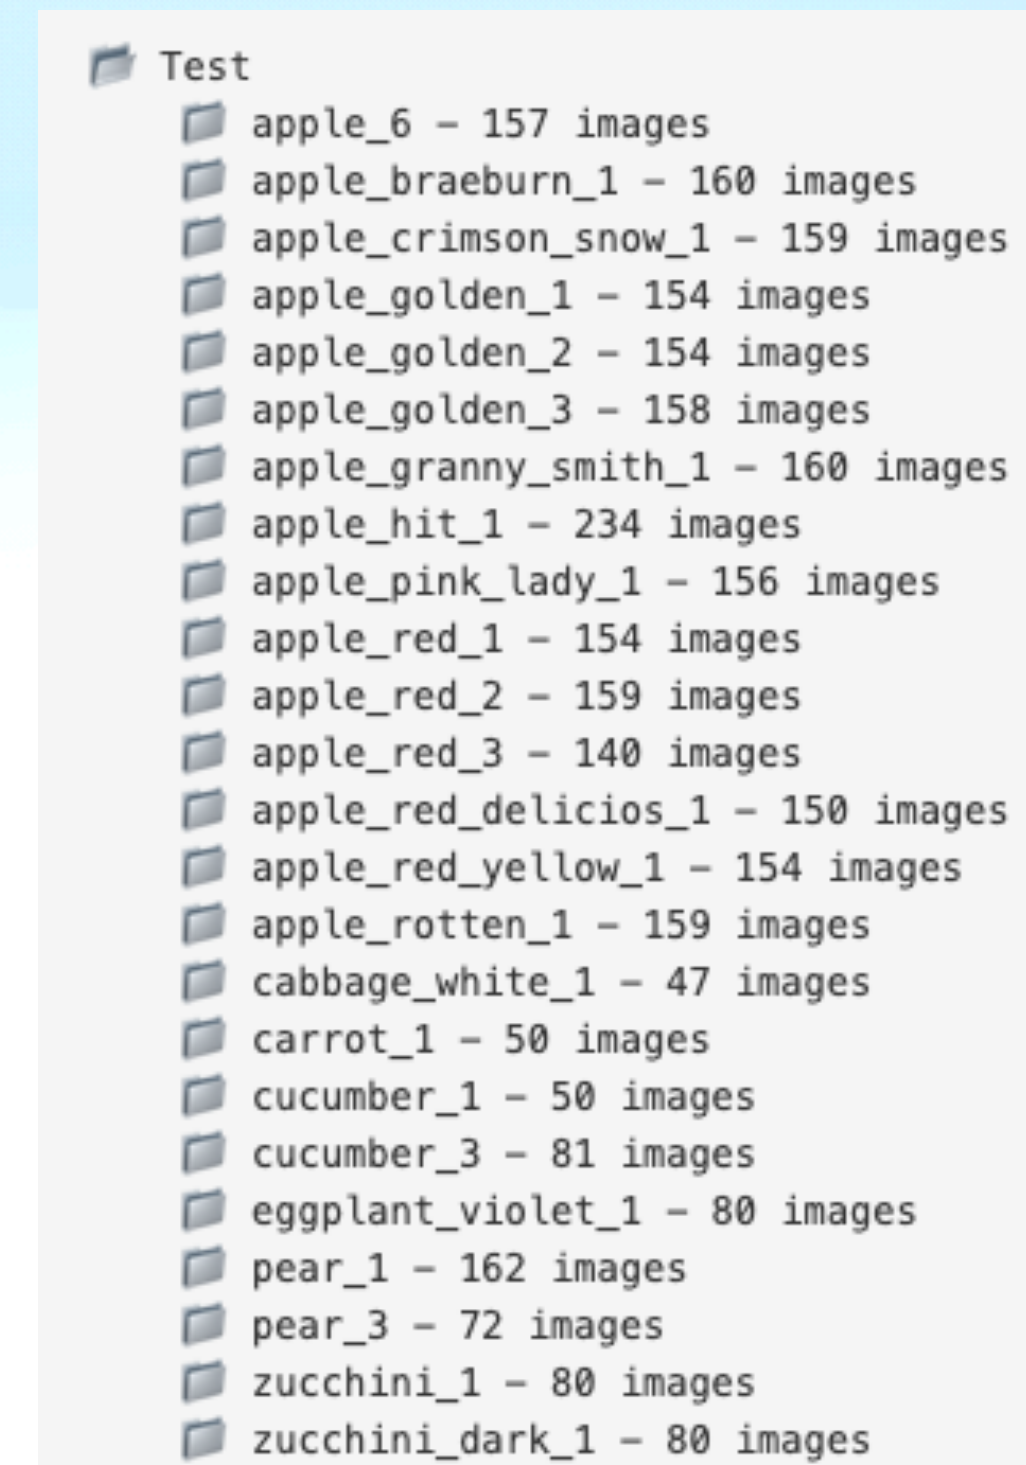 Test
apple_6 – 157 images
apple_braeburn_1 – 160 images
apple_crimson_snow_1 – 159 images
apple_golden_1 – 154 images
apple_golden_2 – 154 images
apple_golden_3 – 158 images
apple_granny_smith_1 – 160 images
apple_hit_1 – 234 images
apple_pink_lady_1 – 156 images
apple_red_1 – 154 images
apple_red_2 – 159 images
apple_red_3 – 140 images
apple_red_delicios_1 – 150 images
apple_red_yellow_1 – 154 images
apple_rotten_1 – 159 images
cabbage_white_1 – 47 images
carrot_1 – 50 images
cucumber_1 – 50 images
cucumber_3 – 81 images
eggplant_violet_1 – 80 images
pear_1 – 162 images
pear_3 – 72 images
zucchini_1 – 80 images
zucchini_dark_1 – 80 images